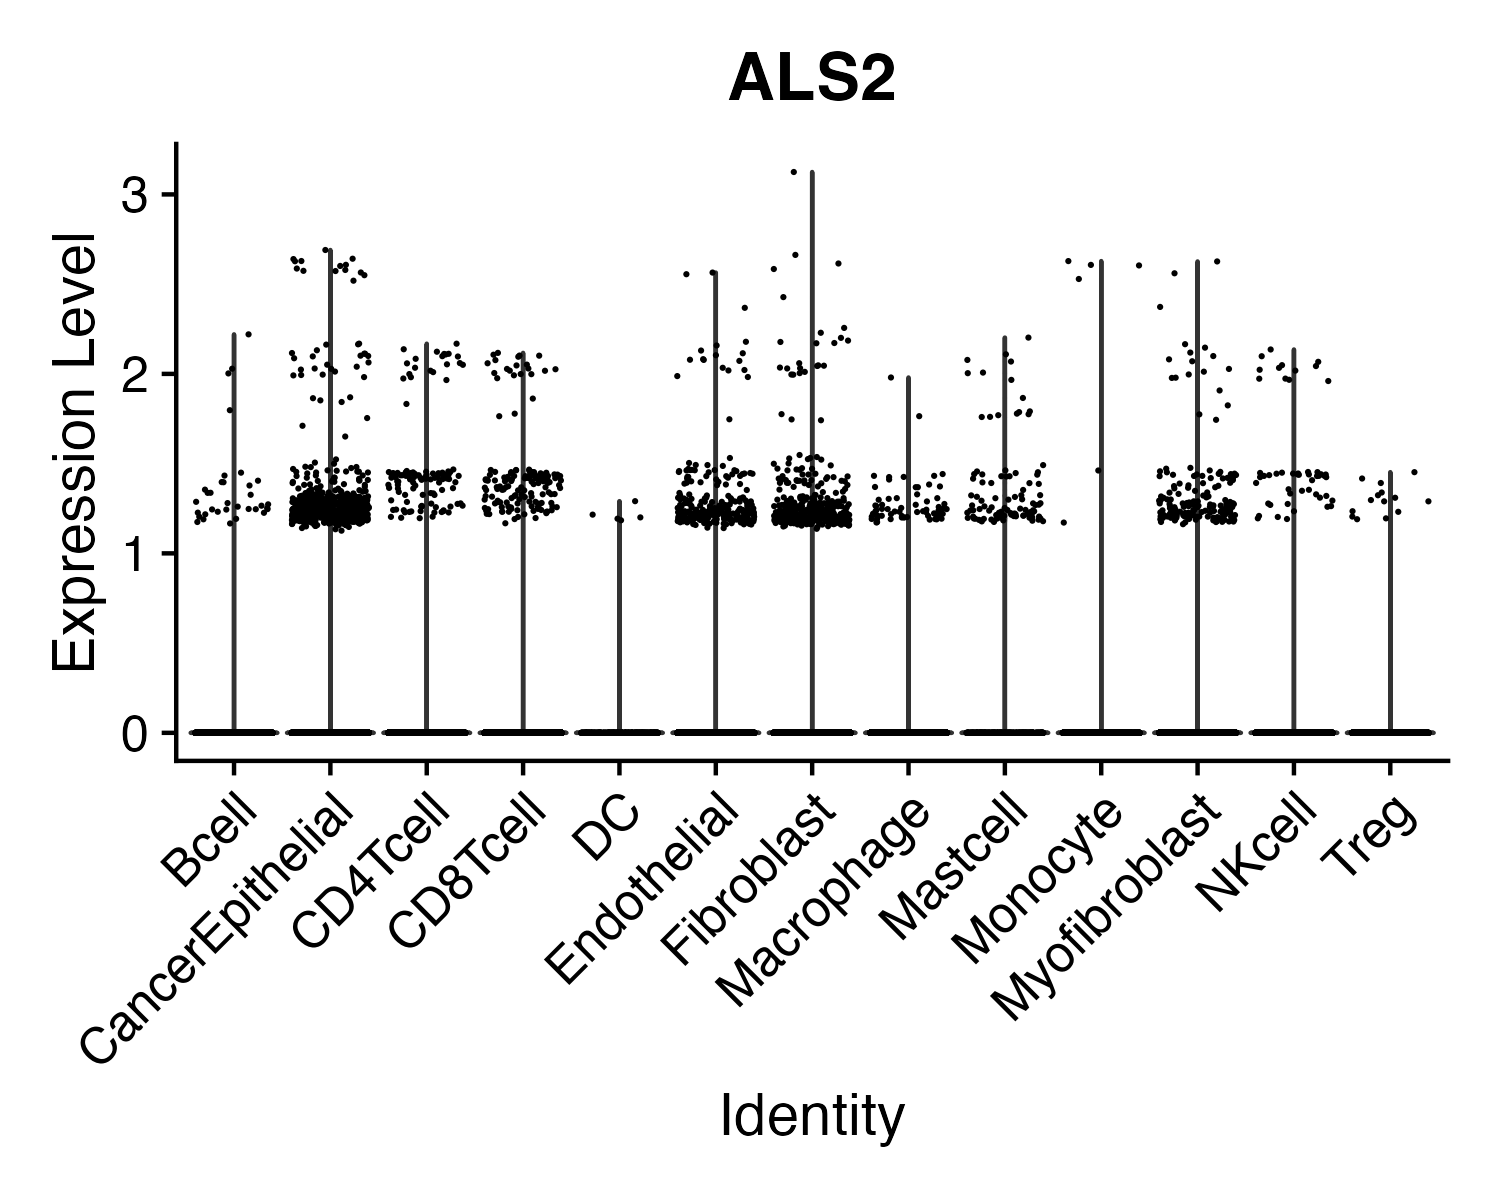 ALS2
Expression Level
3
2
1
0
Bcell
CancerEpithelial
CD4Tcell
CD8Tcell
DC
Endothelial
Fibroblast
Macrophage
Mastcell
Monocyte
Myofibroblast
NKcell
Treg
Identity